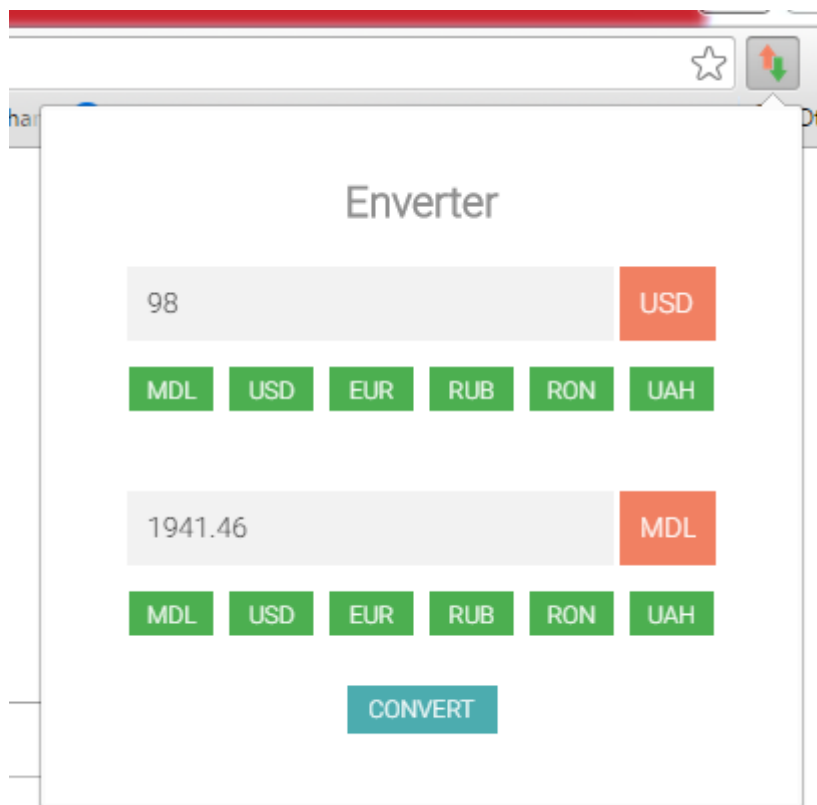 Enverter
98 USD
MDL USD EUR RUB RON UAH
1941.46 MDL
MDL USD EUR RUB RON UAH
CONVERT